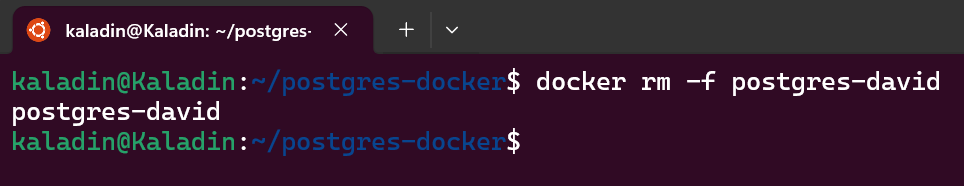 kaladin@Kaladin: ~/postgres-
kaladin@Kaladin:~/postgres-docker$ docker rm -f postgres-david
postgres-david
kaladin@Kaladin:~/postgres-docker$